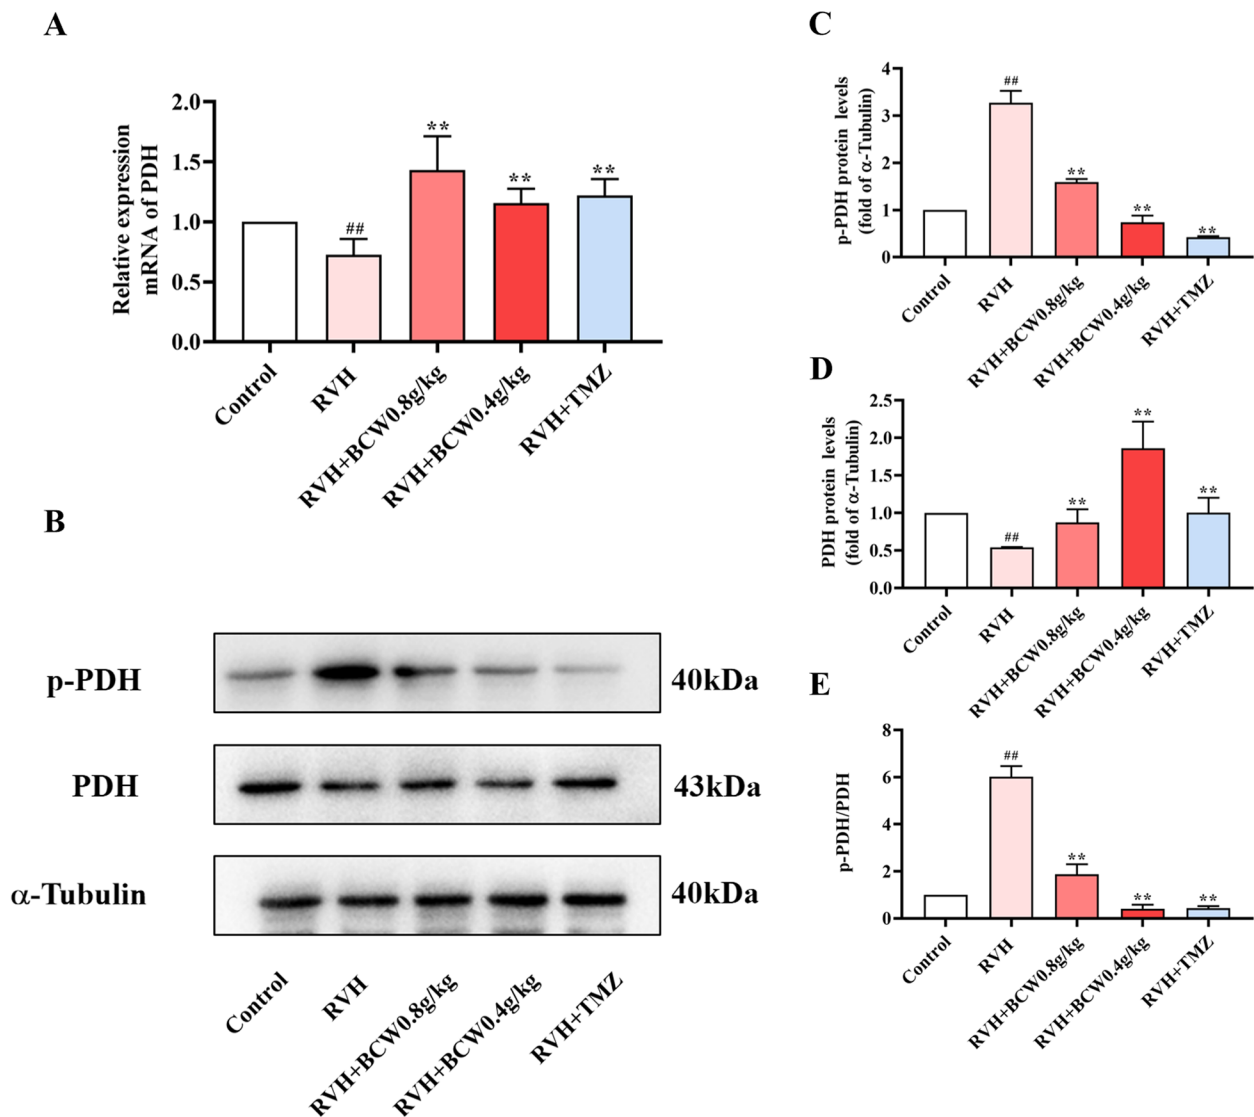 A
Relative expression
mRNA of PDH
2.0
1.5
1.0
0.5
0.0
##
**
**
**
Control
RVH
RVH+BCW0.8g/kg
RVH+BCW0.4g/kg
RVH+TMZ
B
p-PDH
40kDa
PDH
43kDa
α-Tubulin
40kDa
Control
RVH
RVH+BCW0.8g/kg
RVH+BCW0.4g/kg
RVH+TMZ
C
p-PDH protein levels
(fold of α-Tubulin)
4
3
2
1
0
##
**
**
**
Control
RVH
RVH+BCW0.8g/kg
RVH+BCW0.4g/kg
RVH+TMZ
D
PDH protein levels
(fold of α-Tubulin)
2.5
2.0
1.5
1.0
0.5
0.0
##
**
**
**
Control
RVH
RVH+BCW0.8g/kg
RVH+BCW0.4g/kg
RVH+TMZ
E
p-PDH/PDH
8
6
4
2
0
##
**
**
**
Control
RVH
RVH+BCW0.8g/kg
RVH+BCW0.4g/kg
RVH+TMZ